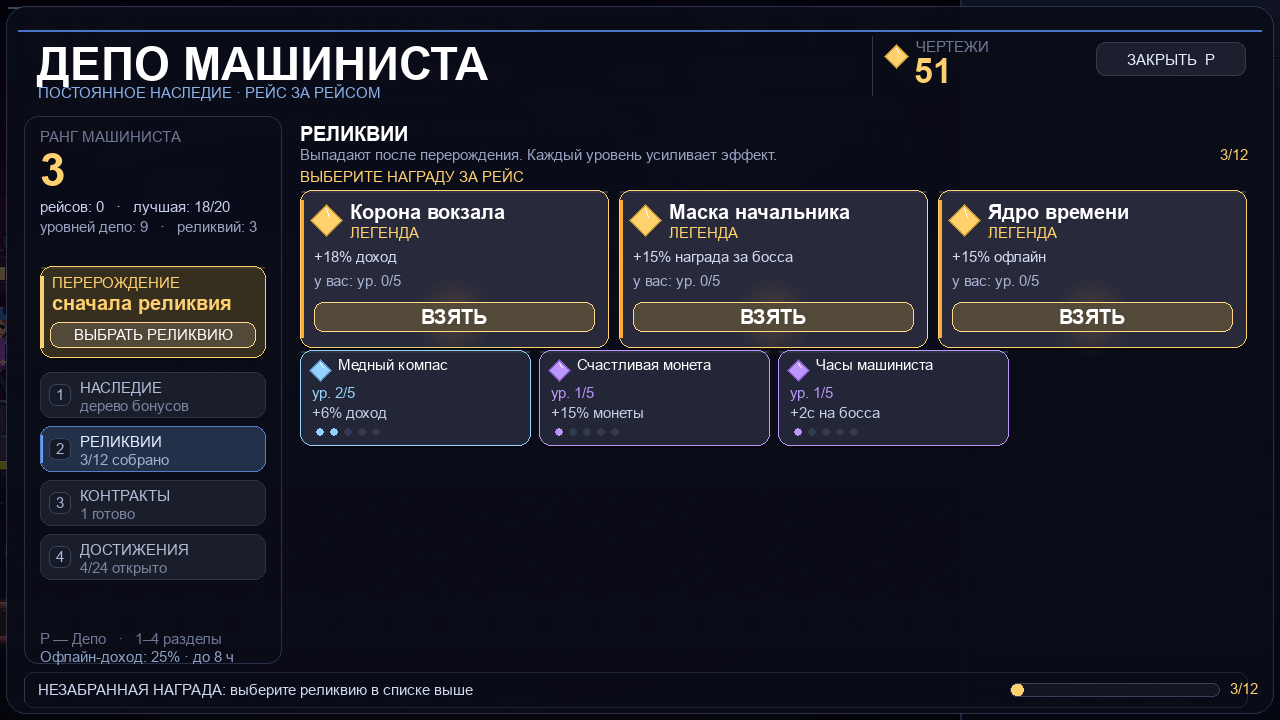 ДЕПО МАШИНИСТА
ПОСТОЯННОЕ НАСЛЕДИЕ · РЕЙС ЗА РЕЙСОМ
ЧЕРТЕЖИ
51
ЗАКРЫТЬ P
РАНГ МАШИНИСТА
3
рейсов: 0 · лучшая: 18/20
уровней депо: 9 · реликвий: 3
ПЕРЕРОЖДЕНИЕ
сначала реликвия
ВЫБРАТЬ РЕЛИКВИЮ
1 НАСЛЕДИЕ
дерево бонусов
2 РЕЛИКВИИ
3/12 собрано
3 КОНТРАКТЫ
1 готово
4 ДОСТИЖЕНИЯ
4/24 открыто
P — Депо · 1–4 разделы
Офлайн-доход: 25% · до 8 ч
РЕЛИКВИИ
Выпадают после перерождения. Каждый уровень усиливает эффект.
3/12
ВЫБЕРИТЕ НАГРАДУ ЗА РЕЙС
Корона вокзала
ЛЕГЕНДА
+18% доход
у вас: ур. 0/5
ВЗЯТЬ
Маска начальника
ЛЕГЕНДА
+15% награда за босса
у вас: ур. 0/5
ВЗЯТЬ
Ядро времени
ЛЕГЕНДА
+15% офлайн
у вас: ур. 0/5
ВЗЯТЬ
Медный компас
ур. 2/5
+6% доход
Счастливая монета
ур. 1/5
+15% монеты
Часы машиниста
ур. 1/5
+2с на босса
НЕЗАБРАННАЯ НАГРАДА: выберите реликвию в списке выше
3/12